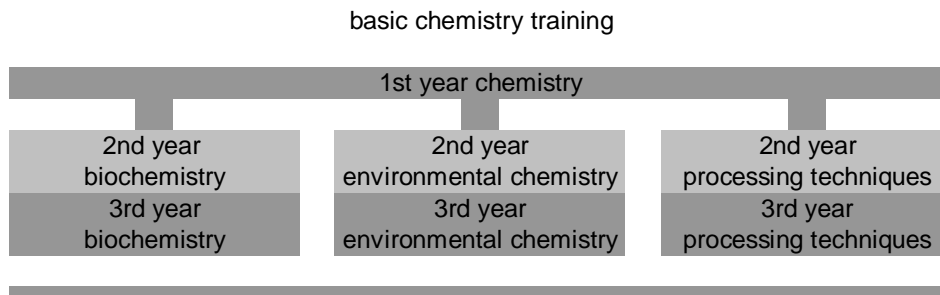 basic chemistry training
1st year chemistry
2nd year
biochemistry
3rd year
biochemistry
2nd year
environmental chemistry
3rd year
environmental chemistry
2nd year
processing techniques
3rd year
processing techniques